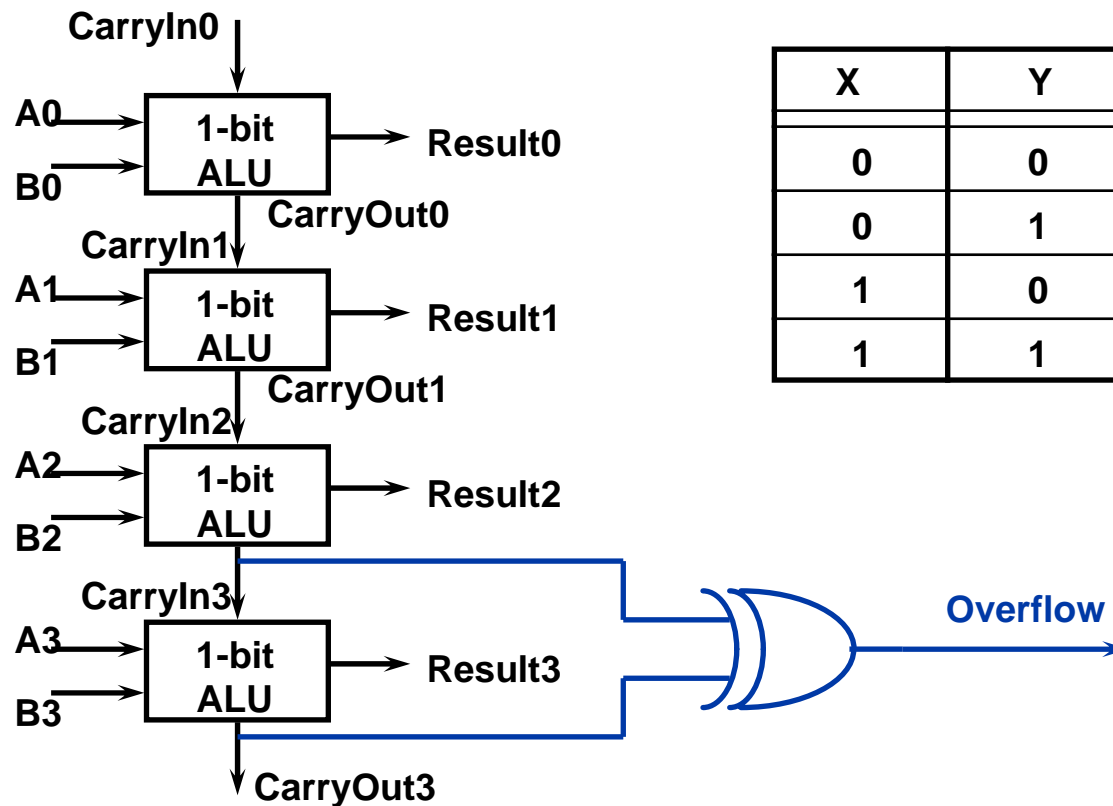 CarryIn0
A0
B0
1-bit
ALU
Result0
CarryOut0
CarryIn1
A1
B1
1-bit
ALU
Result1
CarryOut1
CarryIn2
A2
B2
1-bit
ALU
Result2
CarryIn3
A3
B3
1-bit
ALU
Result3
CarryOut3
Overflow
X Y
0 0
0 1
1 0
1 1